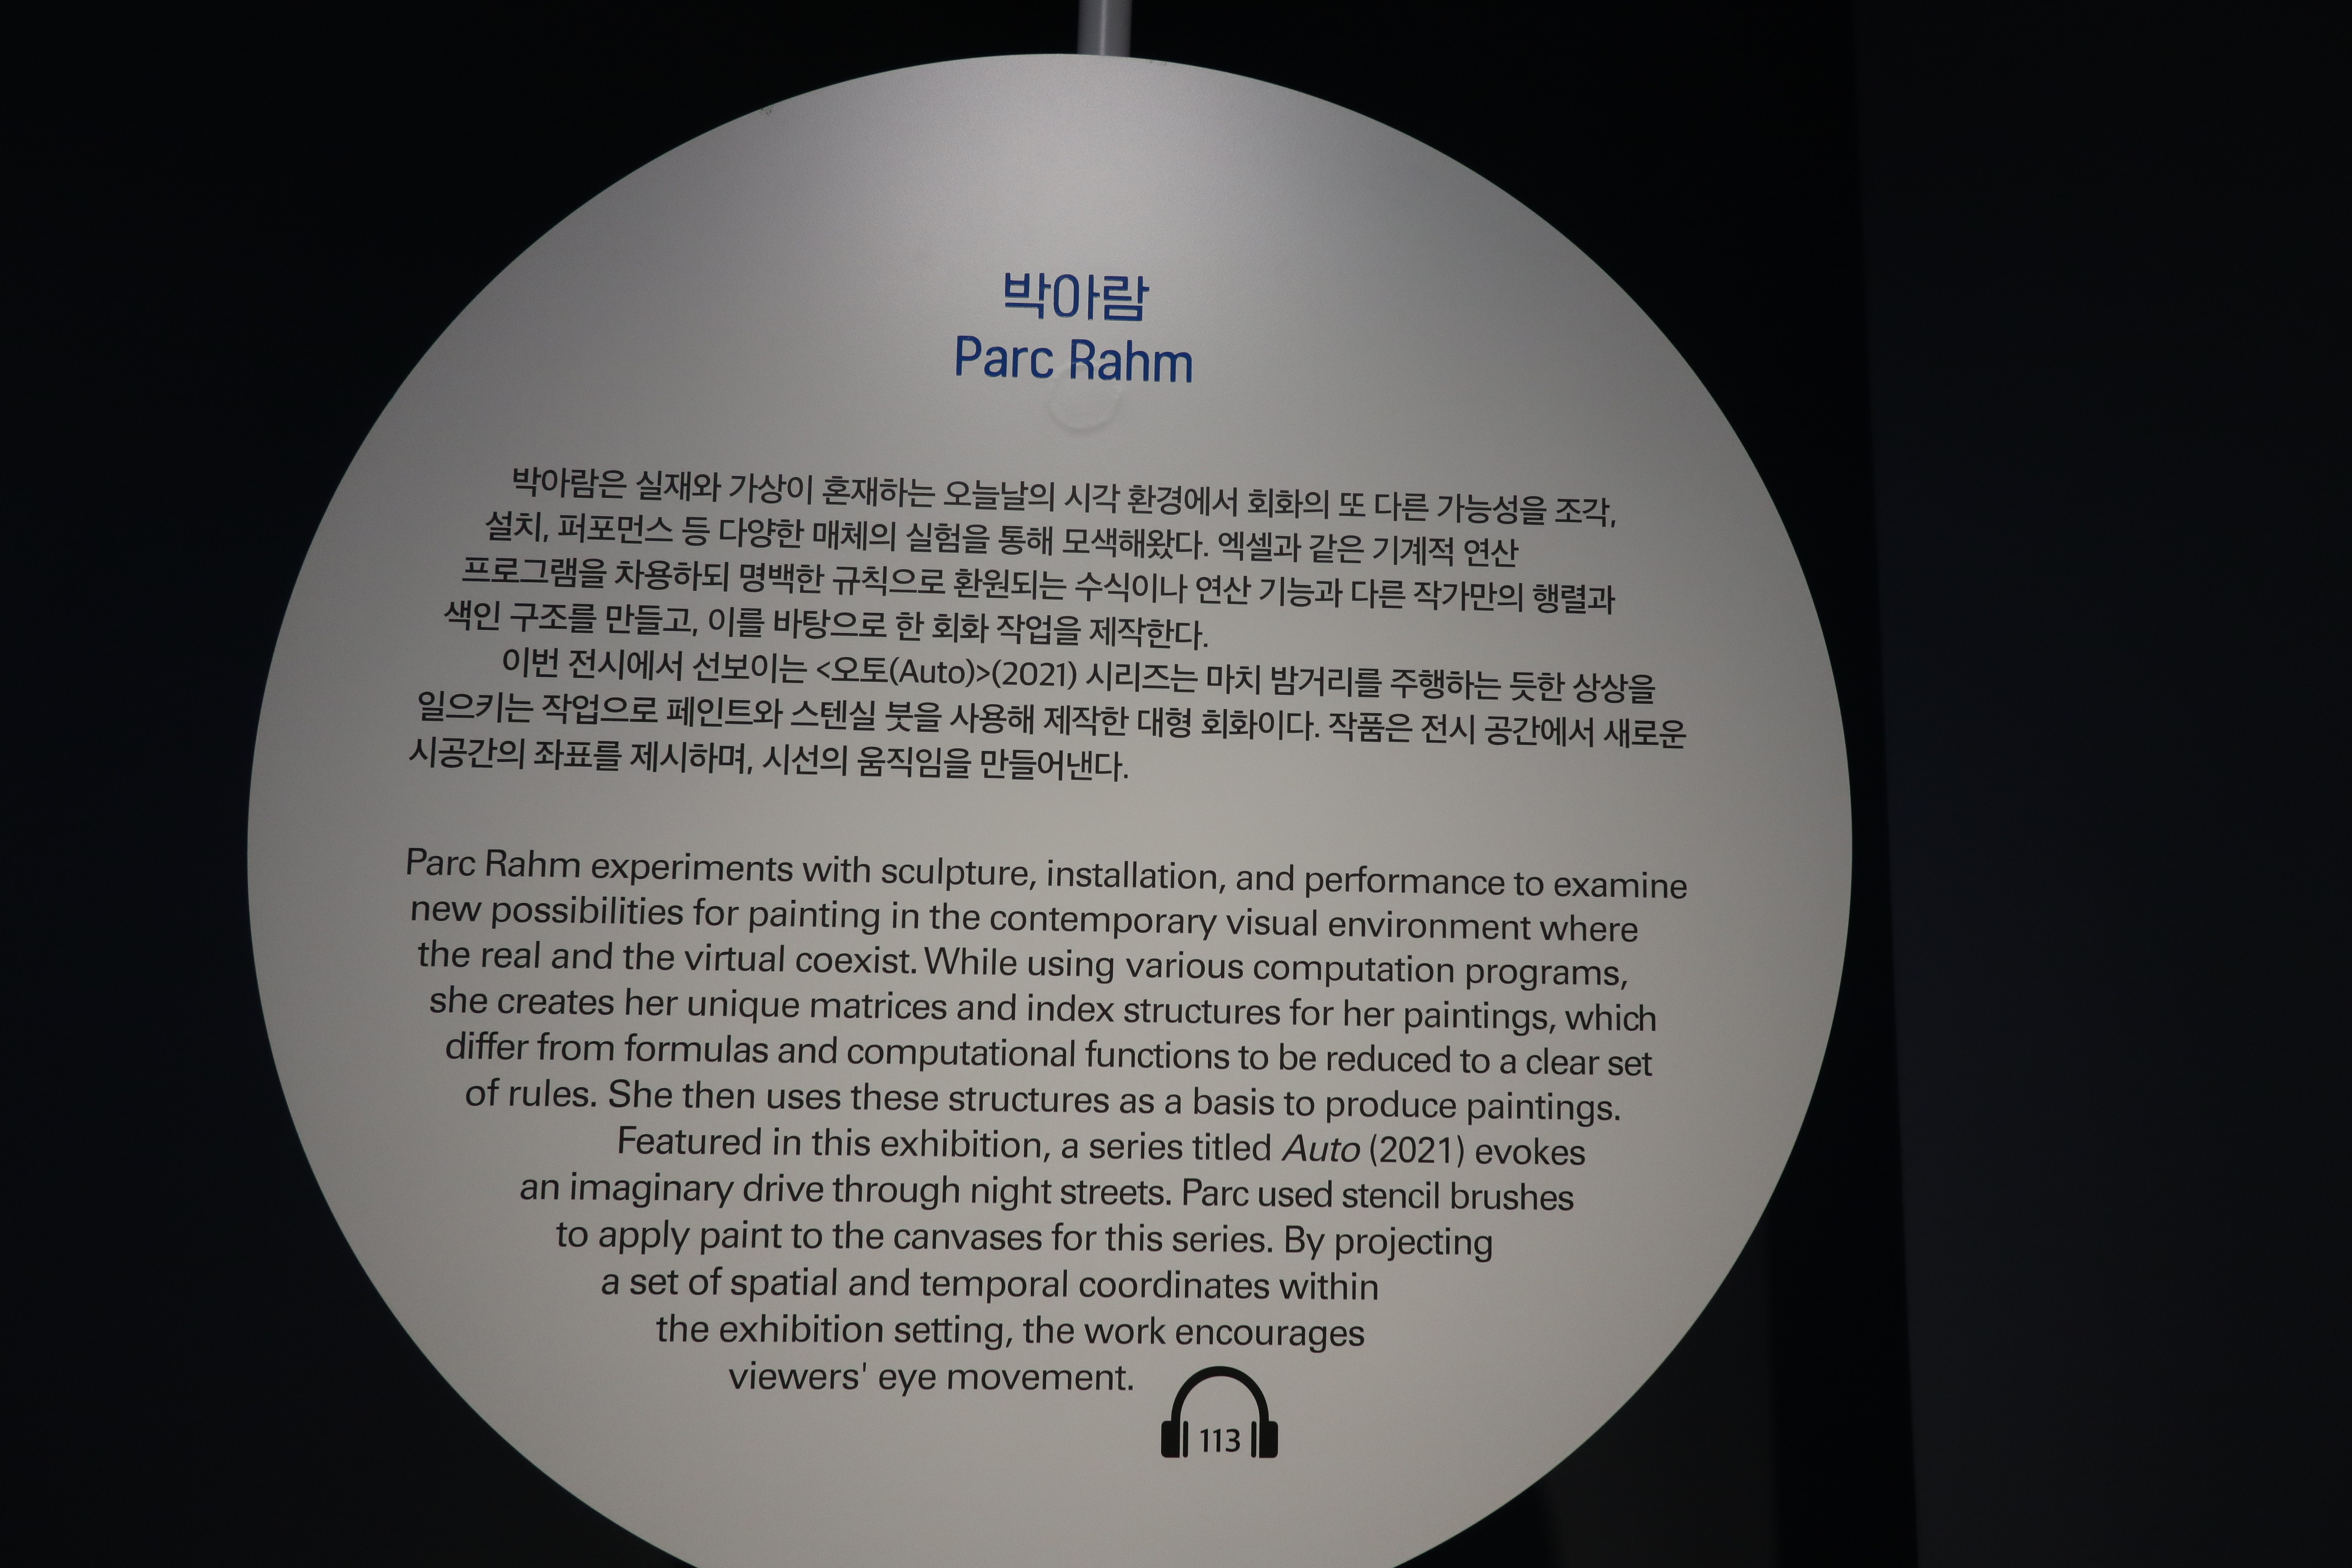 박아람
Parc Rahm
박아람은 실재와 가상이 혼재하는 오늘날의 시각 환경에서 회화의 또 다른 가능성을 조각,
설치, 퍼포먼스 등 다양한 매체의 실험을 통해 모색해왔다. 엑셀과 같은 기계적 연산
프로그램을 차용하되 명백한 규칙으로 환원되는 수식이나 연산 기능과 다른 작가만의 행렬과
색인 구조를 만들고, 이를 바탕으로 한 회화 작업을 제작한다.
이번 전시에서 선보이는 <오토(Auto)>(2021) 시리즈는 마치 밤거리를 주행하는 듯한 상상을
일으키는 작업으로 페인트와 스텐실 붓을 사용해 제작한 대형 회화이다. 작품은 전시 공간에서 새로운
시공간의 좌표를 제시하며, 시선의 움직임을 만들어낸다.
Parc Rahm experiments with sculpture, installation, and performance to examine
new possibilities for painting in the contemporary visual environment where
the real and the virtual coexist. While using various computation programs,
she creates her unique matrices and index structures for her paintings, which
differ from formulas and computational functions to be reduced to a clear set
of rules. She then uses these structures as a basis to produce paintings.
Featured in this exhibition, a series titled Auto (2021) evokes
an imaginary drive through night streets. Parc used stencil brushes
to apply paint to the canvases for this series. By projecting
a set of spatial and temporal coordinates within
the exhibition setting, the work encourages
viewers' eye movement.
113